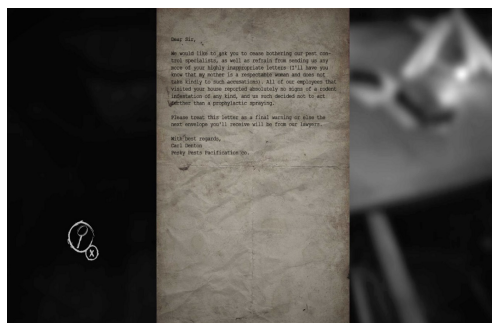 Dear Sir,
We would like to ask you to cease bothering our pest con-
trol specialists, as well as refrain from sending us any
more of your highly inappropriate letters (I'll have you
know that my mother is a respectable woman and does not
take kindly to such accusations). All of our employees that
visited your house reported absolutely no signs of a rodent
infestation of any kind, and as such decided not to act
further than a prophylactic spraying.
Please treat this letter as a final warning or else the
next envelope you'll receive will be from our lawyers.
With best regards,
Carl
Pesky Pests Pacification Co.
X